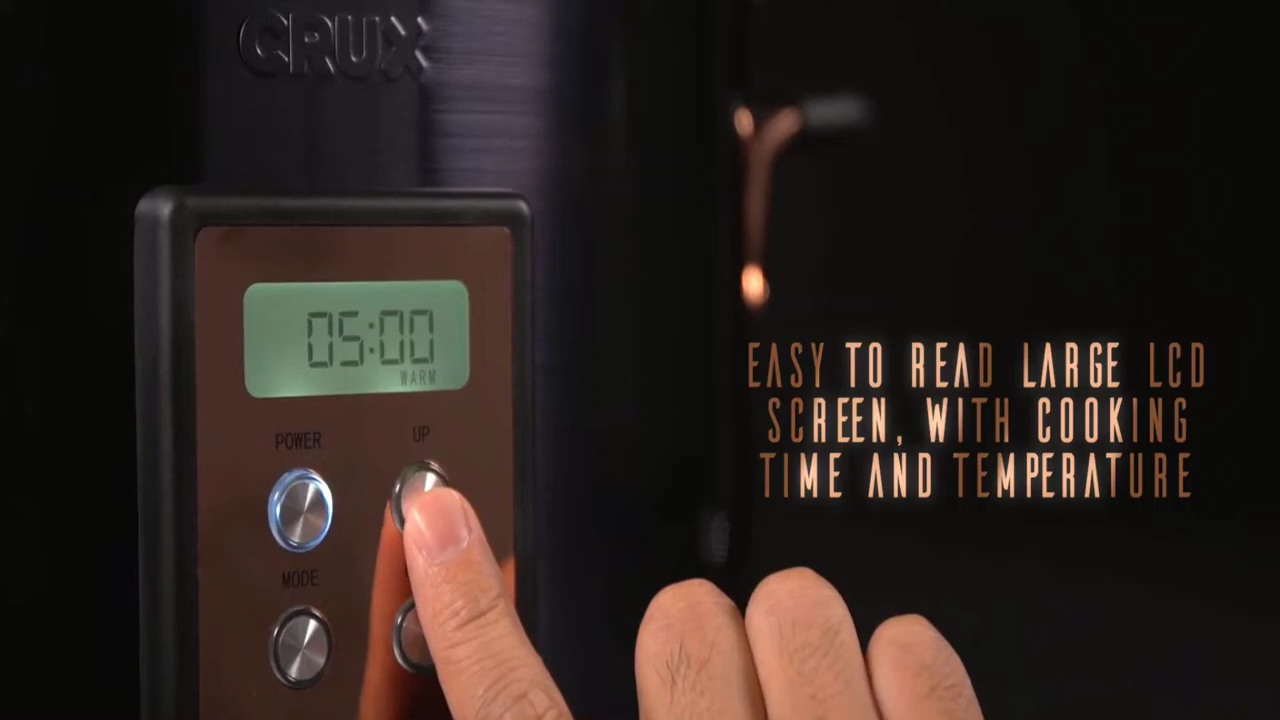 CRUX
05:00
WARM
POWER UP
MODE
EASY TO READ LARGE LCD
SCREEN, WITH COOKING
TIME AND TEMPERATURE